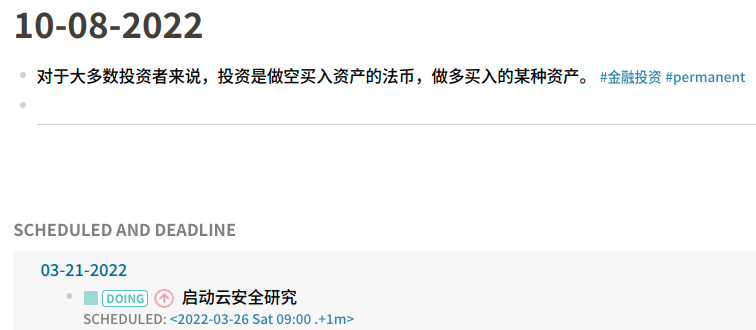 10-08-2022
对于大多数投资者来说，投资是做空买入资产的法币，做多买入的某种资产。 #金融投资 #permanent
SCHEDULED AND DEADLINE
03-21-2022
DOING 启动云安全研究
SCHEDULED: <2022-03-26 Sat 09:00 .+1m>